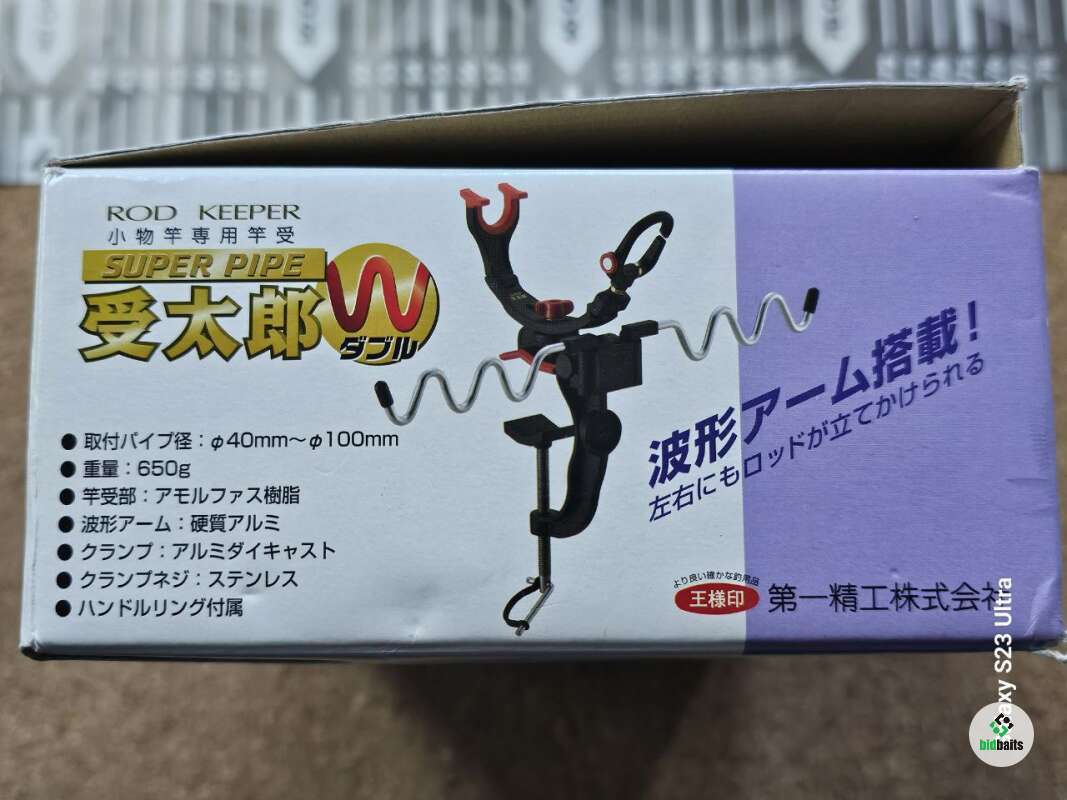 ROD KEEPER
小物竿専用竿受
SUPER PIPE
受太郎W
ダブル
● 取付パイプ径：φ40mm〜φ100mm
● 重量：650g
● 竿受部：アモルファス樹脂
● 波形アーム：硬質アルミ
● クランプ：アルミダイキャスト
● クランプネジ：ステンレス
● ハンドルリング付属
波形アーム搭載！
左右にもロッドが立てかけられる
より良い確かな釣用品
王様印
第一精工株式会社
axy S23 Ultra
bidbaits